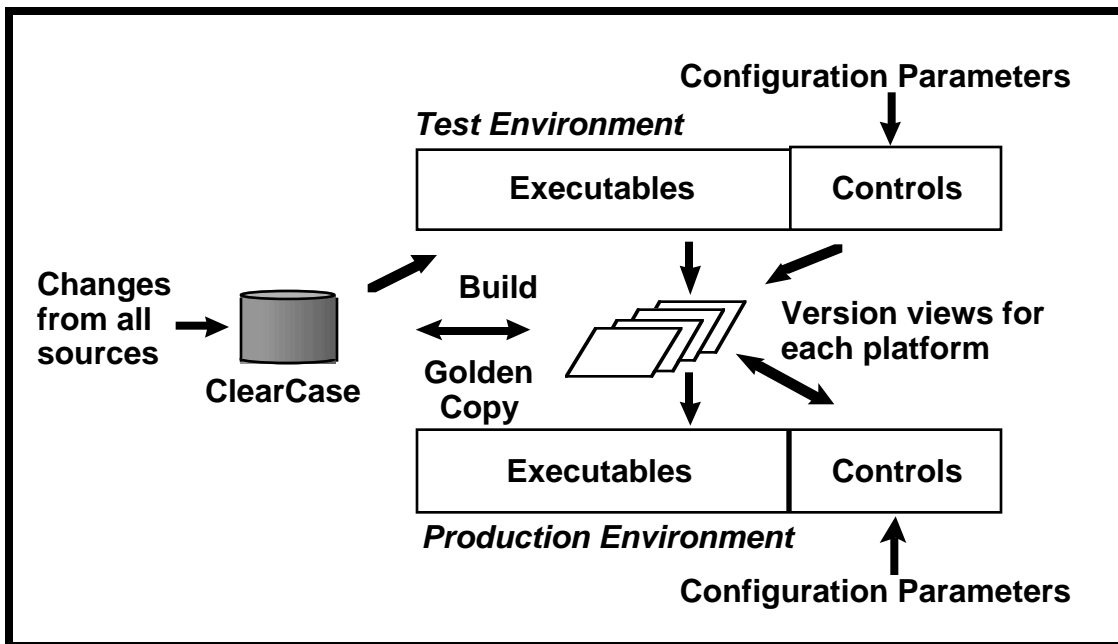 Configuration Parameters
Test Environment
Executables
Controls
Changes
from all
sources
ClearCase
Build
Golden
Copy
Version views for
each platform
Executables
Controls
Production Environment
Configuration Parameters